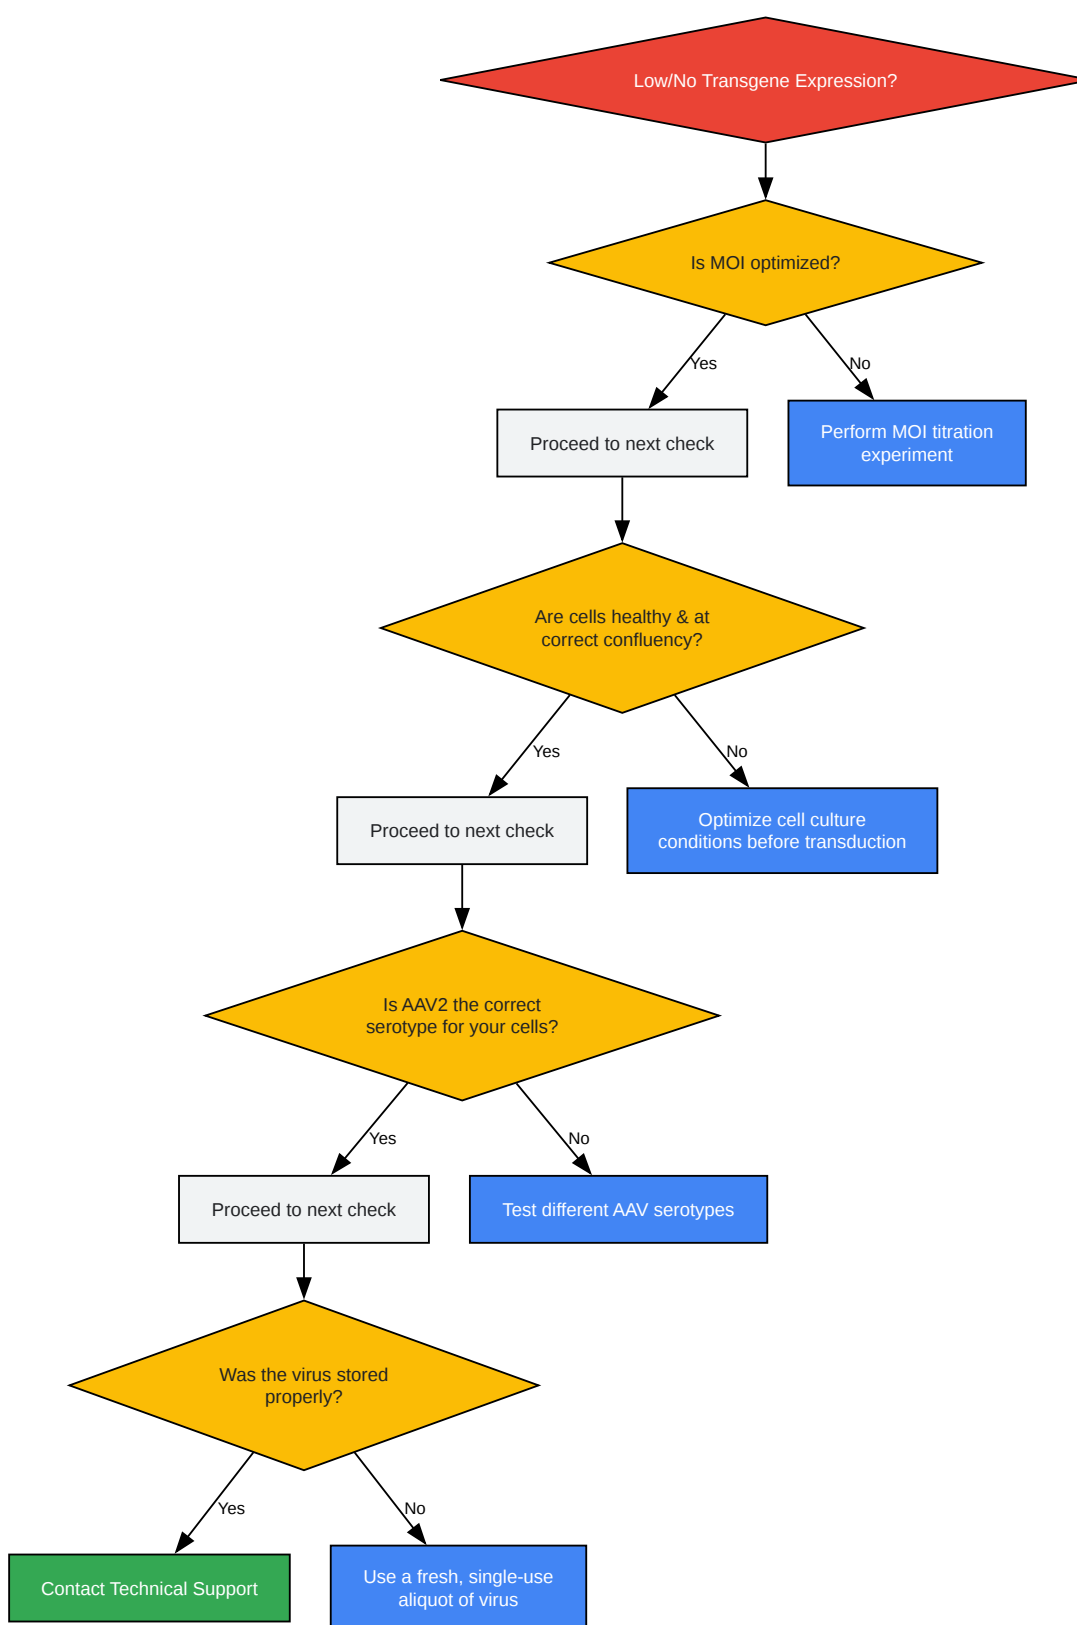 Low/No Transgene Expression?
Is MOI optimized?
Yes
No
Proceed to next check
Perform MOI titration
experiment
Are cells healthy & at
correct confluency?
Yes
No
Proceed to next check
Optimize cell culture
conditions before transduction
Is AAV2 the correct
serotype for your cells?
Yes
No
Proceed to next check
Test different AAV serotypes
Was the virus stored
properly?
Yes
No
Contact Technical Support
Use a fresh, single-use
aliquot of virus